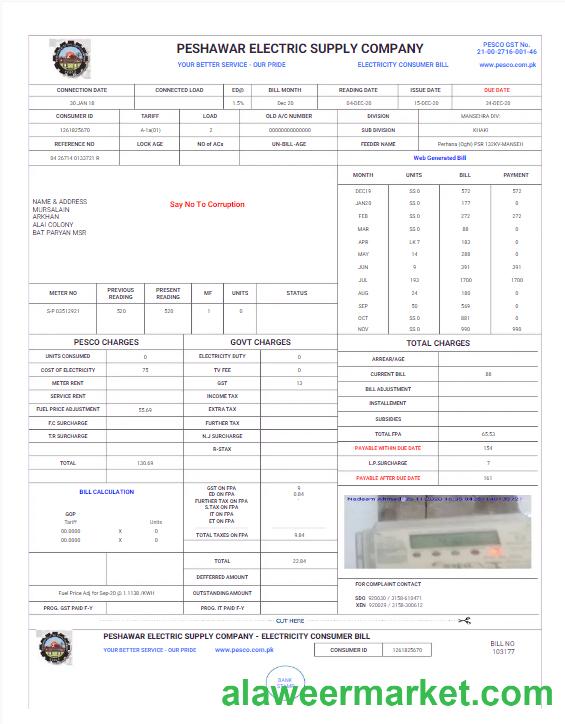 PESHAWAR ELECTRIC SUPPLY COMPANY
PESCO GST No.
21-00-2716-001-46
YOUR BETTER SERVICE - OUR PRIDE ELECTRICITY CONSUMER BILL www.pesco.com.pk
CONNECTION DATE CONNECTED LOAD ED@ BILL MONTH READING DATE ISSUE DATE DUE DATE
30 JAN 18 1.5% Dec 20 04-DEC-20 15-DEC-20 24-DEC-20
CONSUMER ID TARIFF LOAD OLD A/C NUMBER DIVISION MANSEHRA DIV:
1261825670 A-1a(01) 2 00000000000000 SUB DIVISION KHAKI
REFERENCE NO LOCK AGE NO of ACs UN-BILL-AGE FEEDER NAME Perhana (Oghi) PSR 132KV-MANSEH
04 26714 0133721 R Web Generated Bill
NAME & ADDRESS
MURSALAIN
ARKHAN
ALAI COLONY
BAT PARYAN MSR
Say No To Corruption
MONTH UNITS BILL PAYMENT
DEC19 SS 0 572 572
JAN20 SS 0 177 0
FEB SS 0 272 272
MAR SS 0 88 0
APR LK 7 183 0
MAY 14 288 0
JUN 9 391 391
JUL 193 1700 1700
AUG 24 180 0
SEP 50 569 0
OCT SS 0 881 0
NOV SS 0 990 990
METER NO PREVIOUS READING PRESENT READING MF UNITS STATUS
S-P 03512921 520 520 1 0
PESCO CHARGES GOVT CHARGES TOTAL CHARGES
UNITS CONSUMED 0
COST OF ELECTRICITY 75
METER RENT
SERVICE RENT
FUEL PRICE ADJUSTMENT 55.69
F.C SURCHARGE
T.R SURCHARGE
TOTAL 130.69
ELECTRICITY DUTY 0
TV FEE 0
GST 13
INCOME TAX
EXTRA TAX
FURTHER TAX
N.J SURCHARGE
R-STAX
ARREAR/AGE
CURRENT BILL 88
BILL ADJUSTMENT
INSTALLEMENT
SUBSIDIES
TOTAL FPA 65.53
PAYABLE WITHIN DUE DATE 154
L.P.SURCHARGE 7
PAYABLE AFTER DUE DATE 161
BILL CALCULATION
GOP
Tariff Units
00.0000 X 0
00.0000 X 0
GST ON FPA 9
ED ON FPA 0.84
FURTHER TAX ON FPA
S.TAX ON FPA
IT ON FPA
ET ON FPA
TOTAL TAXES ON FPA 9.84
TOTAL 22.84
DEFFERED AMOUNT
Fuel Price Adj for Sep-20 @ 1.1138 /KWH OUTSTANDING AMOUNT
PROG. GST PAID F-Y PROG. IT PAID F-Y
Nadeem Ahmad
FOR COMPLAINT CONTACT
SDO 920030 / 3158-610471
XEN 920029 / 3158-300612
CUT HERE
PESHAWAR ELECTRIC SUPPLY COMPANY - ELECTRICITY CONSUMER BILL
YOUR BETTER SERVICE - OUR PRIDE www.pesco.com.pk CONSUMER ID 1261825670
BILL NO
103177
BANK
STAMP
alaweermarket.com